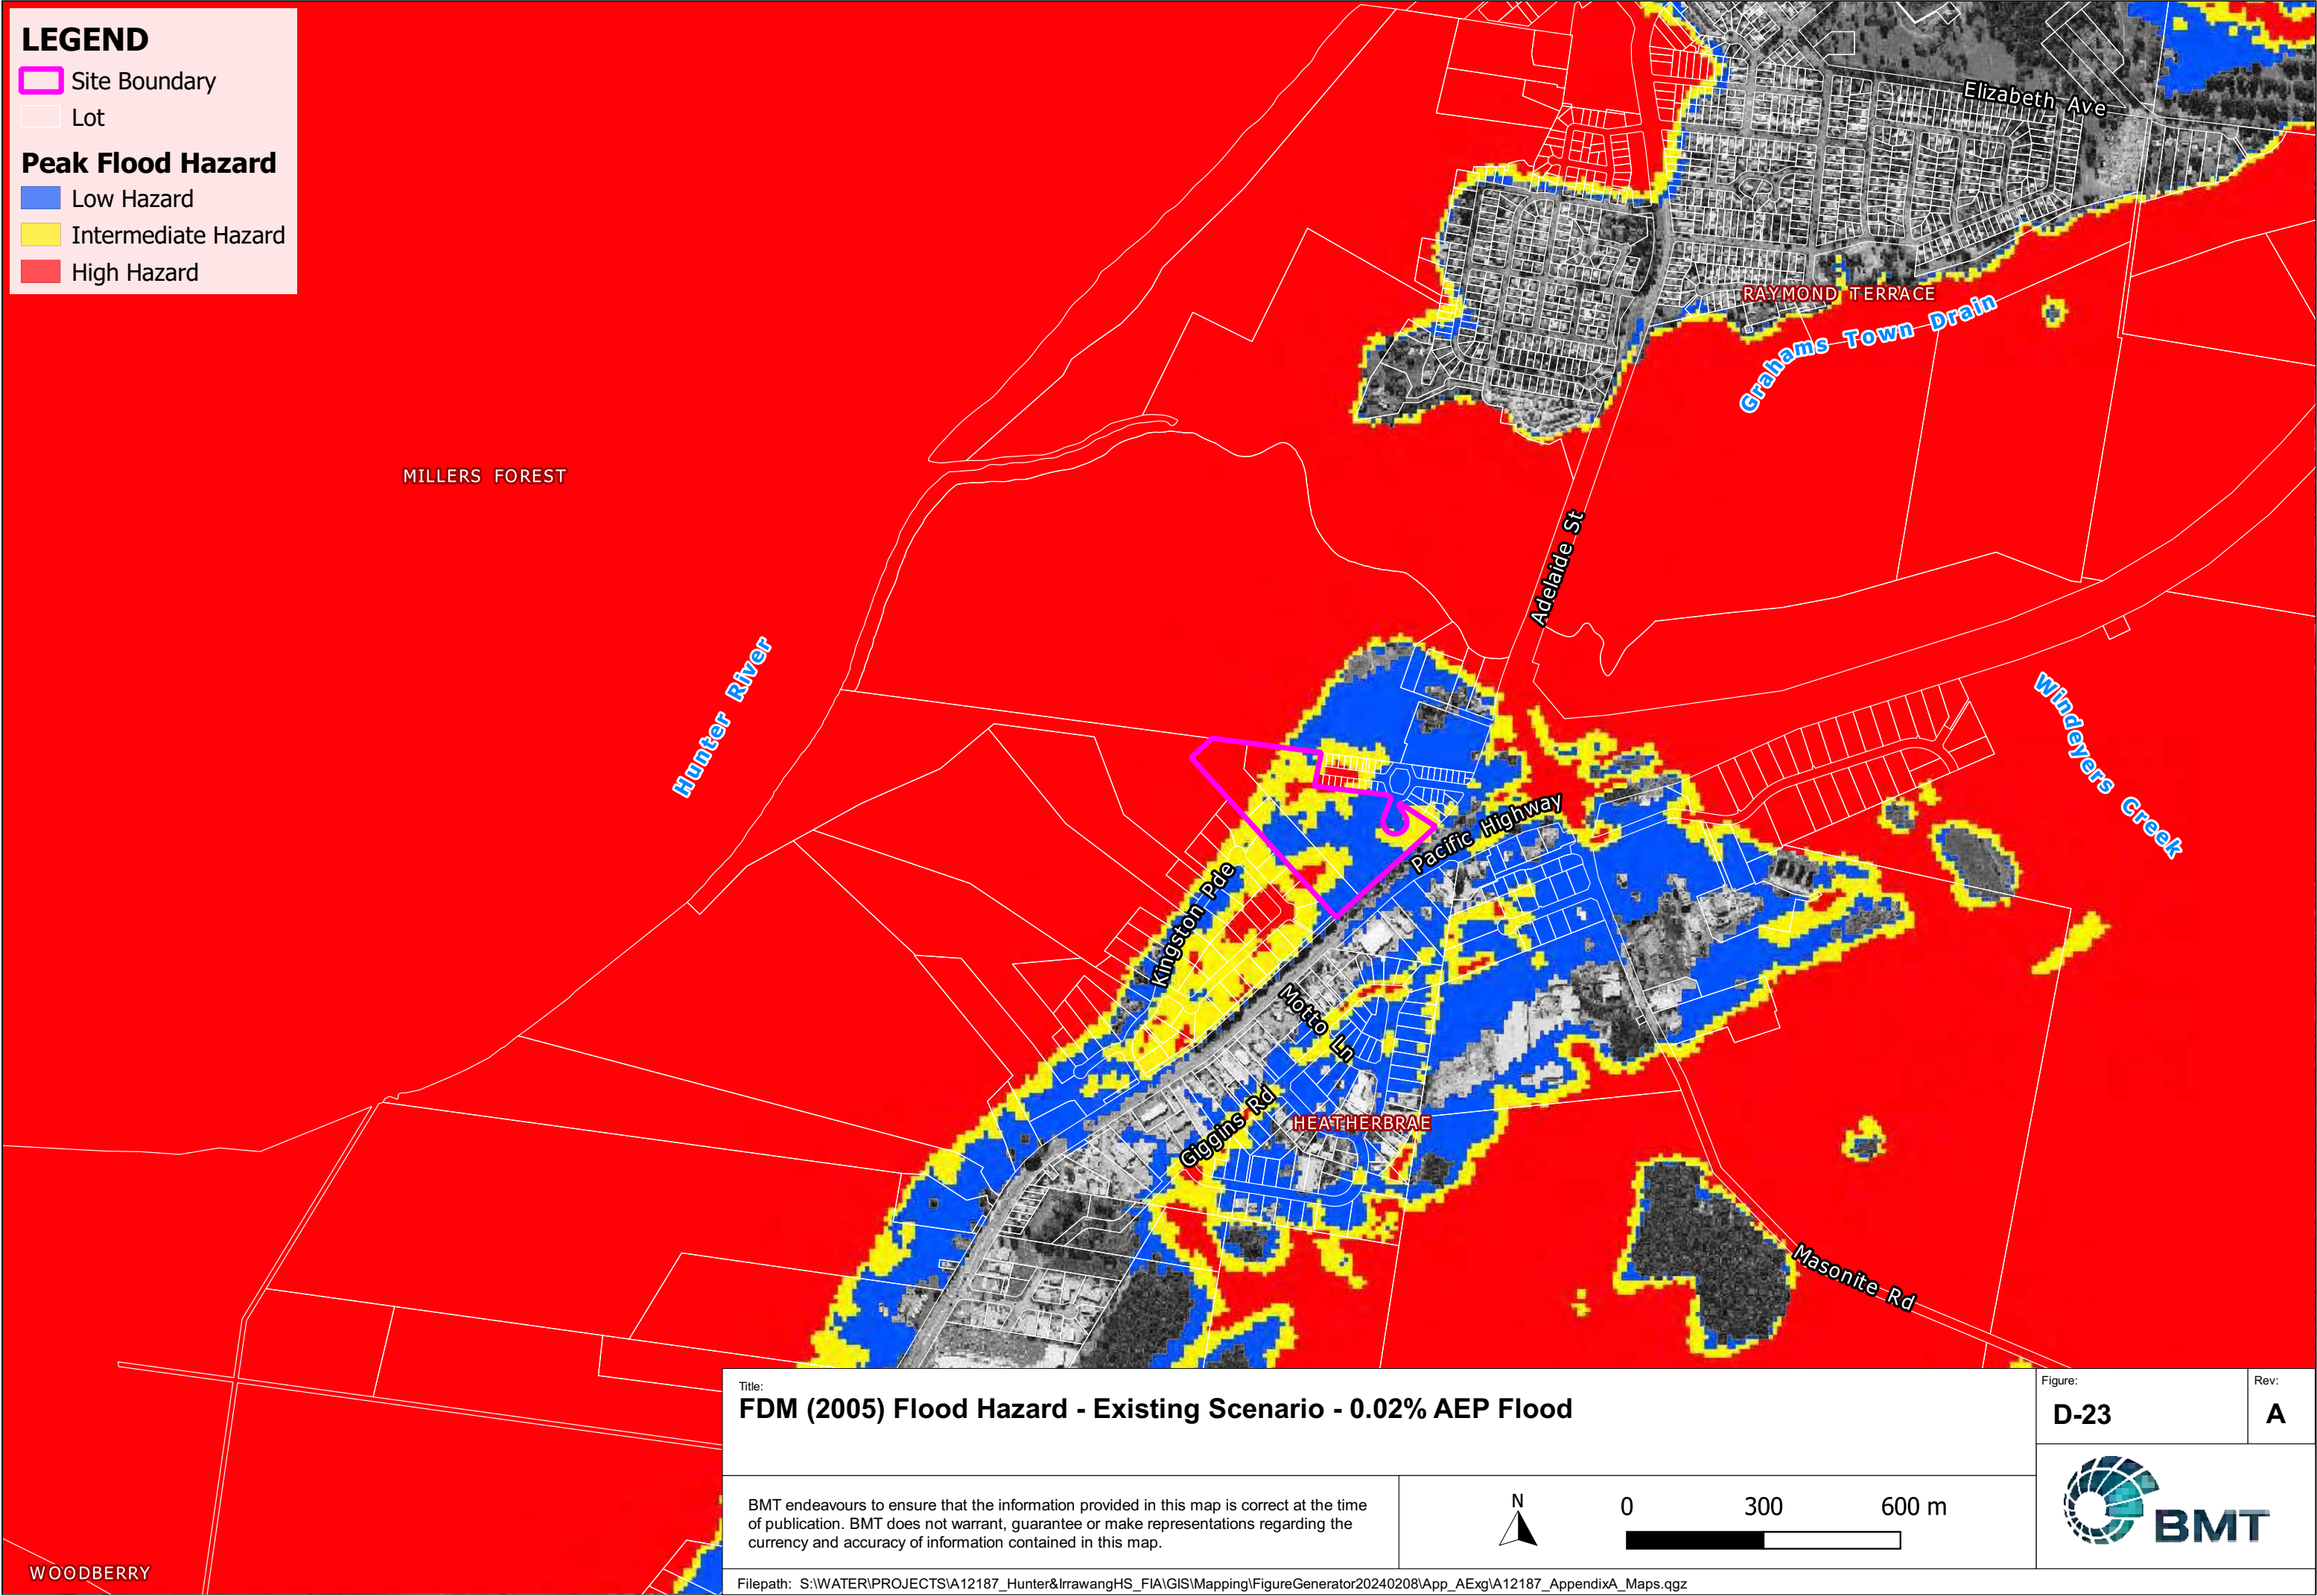 LEGEND
Site Boundary
Lot
Peak Flood Hazard
Low Hazard
Intermediate Hazard
High Hazard
Elizabeth Ave
RAYMOND TERRACE
Grahams Town Drain
MILLERS FOREST
Adelaide St
Hunter River
Windeyers Creek
Pacific Highway
Kingston Pde
Motto Ln
Giggins Rd
HEATHERBRAE
Masonite Rd
WOODBERRY
Title:
FDM (2005) Flood Hazard - Existing Scenario - 0.02% AEP Flood
Figure:
D-23
Rev:
A
BMT endeavours to ensure that the information provided in this map is correct at the time
of publication. BMT does not warrant, guarantee or make representations regarding the
currency and accuracy of information contained in this map.
N
0 300 600 m
BMT
Filepath: S:\WATER\PROJECTS\A12187_Hunter&IrrawangHS_FIA\GIS\Mapping\FigureGenerator20240208\App_AExg\A12187_AppendixA_Maps.qgz